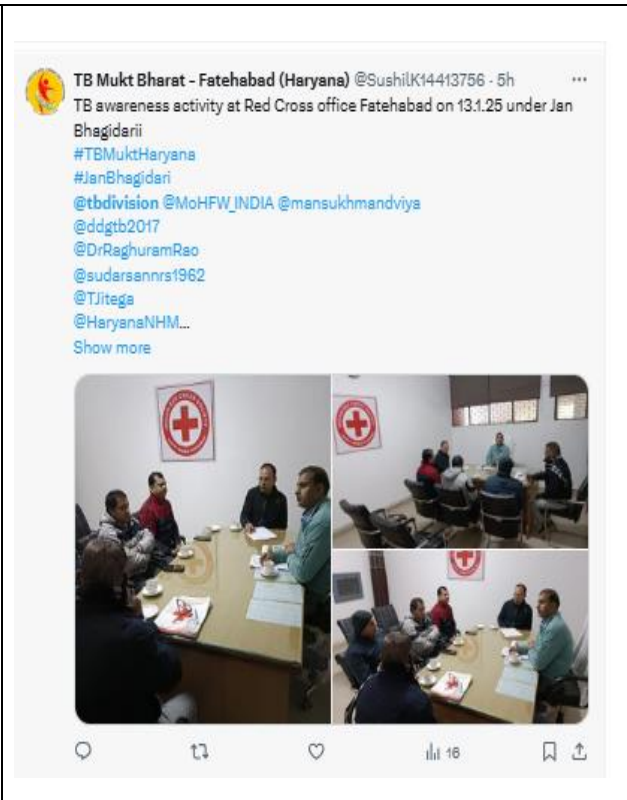 TB Mukt Bharat - Fatehabad (Haryana) @SushilK14413756 · 5h
TB awareness activity at Red Cross office Fatehabad on 13.1.25 under Jan
Bhagidarii
#TBMuktHaryana
#JanBhagidari
@tbdivision @MoHFW_INDIA @mansukhmandviya
@ddgtb2017
@DrRaghuramRao
@sudarsannrs1962
@TJitega
@HaryanaNHM...
Show more
16